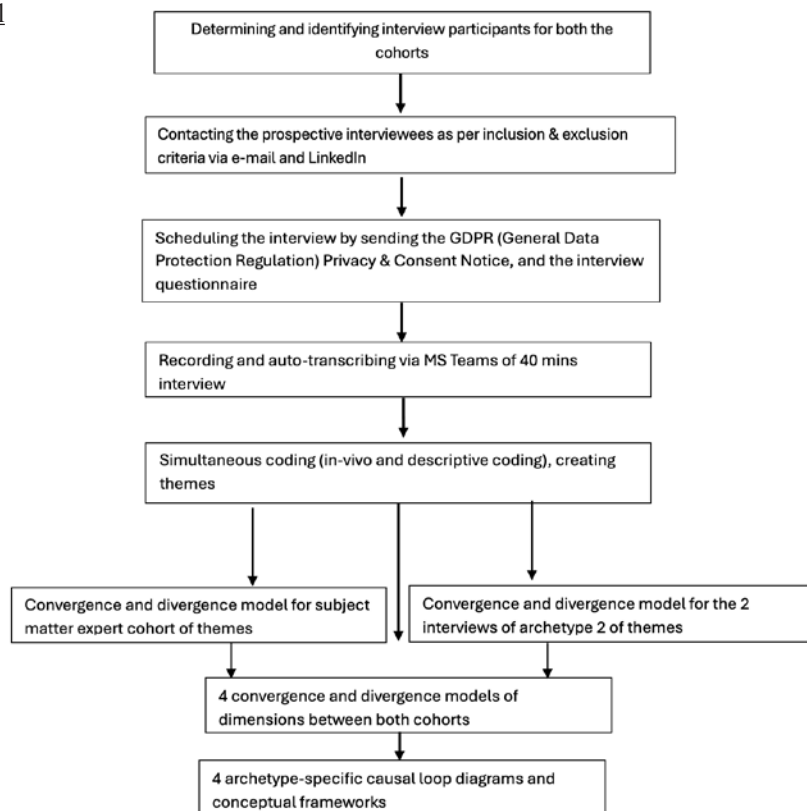 Determining and identifying interview participants for both the
cohorts
Contacting the prospective interviewees as per inclusion & exclusion
criteria via e-mail and LinkedIn
Scheduling the interview by sending the GDPR (General Data
Protection Regulation) Privacy & Consent Notice, and the interview
questionnaire
Recording and auto-transcribing via MS Teams of 40 mins
interview
Simultaneous coding (in-vivo and descriptive coding), creating
themes
Convergence and divergence model for subject
matter expert cohort of themes
Convergence and divergence model for the 2
interviews of archetype 2 of themes
4 convergence and divergence models of
dimensions between both cohorts
4 archetype-specific causal loop diagrams and
conceptual frameworks